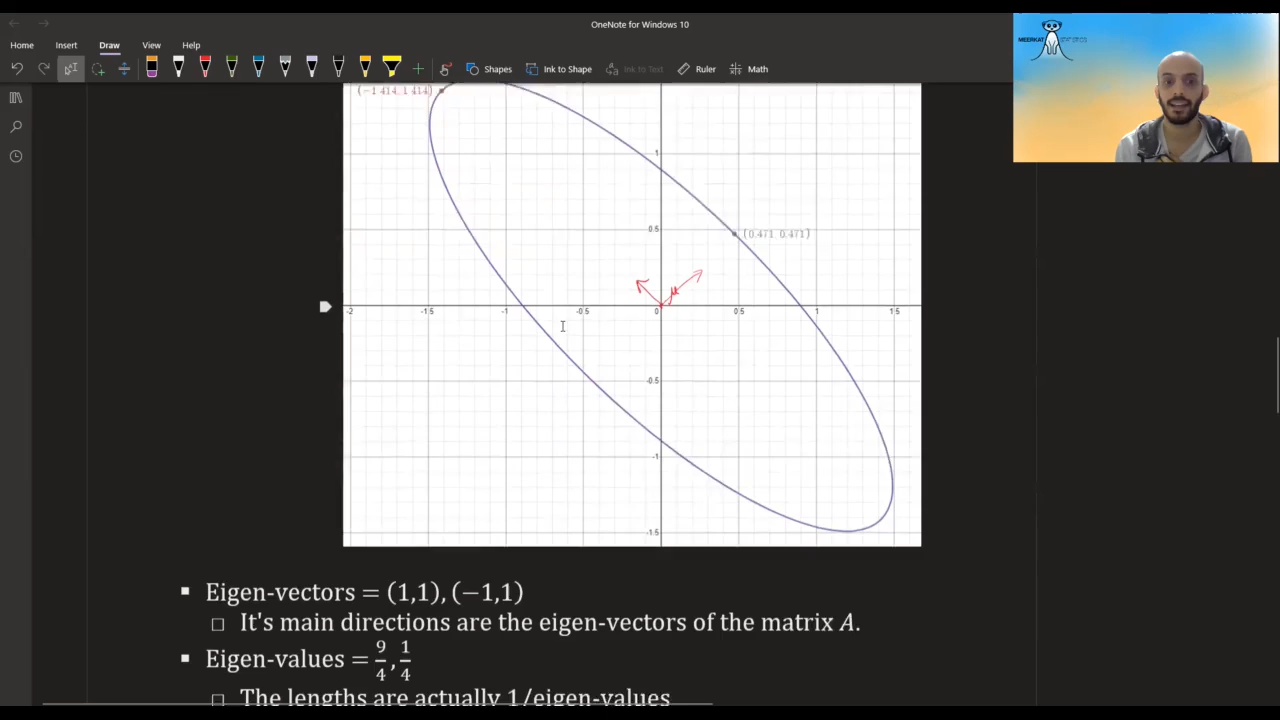 OneNote for Windows 10
MEERKAT
Home Insert Draw View Help
Shapes Ink to Shape Ink to Text Ruler Math
(-1.414, 1.414)
1
0.5
(0.471, 0.471)
μ
-2 -1.5 -1 -0.5 0 0.5 1 1.5
-0.5
-1
-1.5
Eigen-vectors = (1,1), (−1,1)
It's main directions are the eigen-vectors of the matrix A.
Eigen-values = 9/4, 1/4
The lengths are actually 1/eigen-values